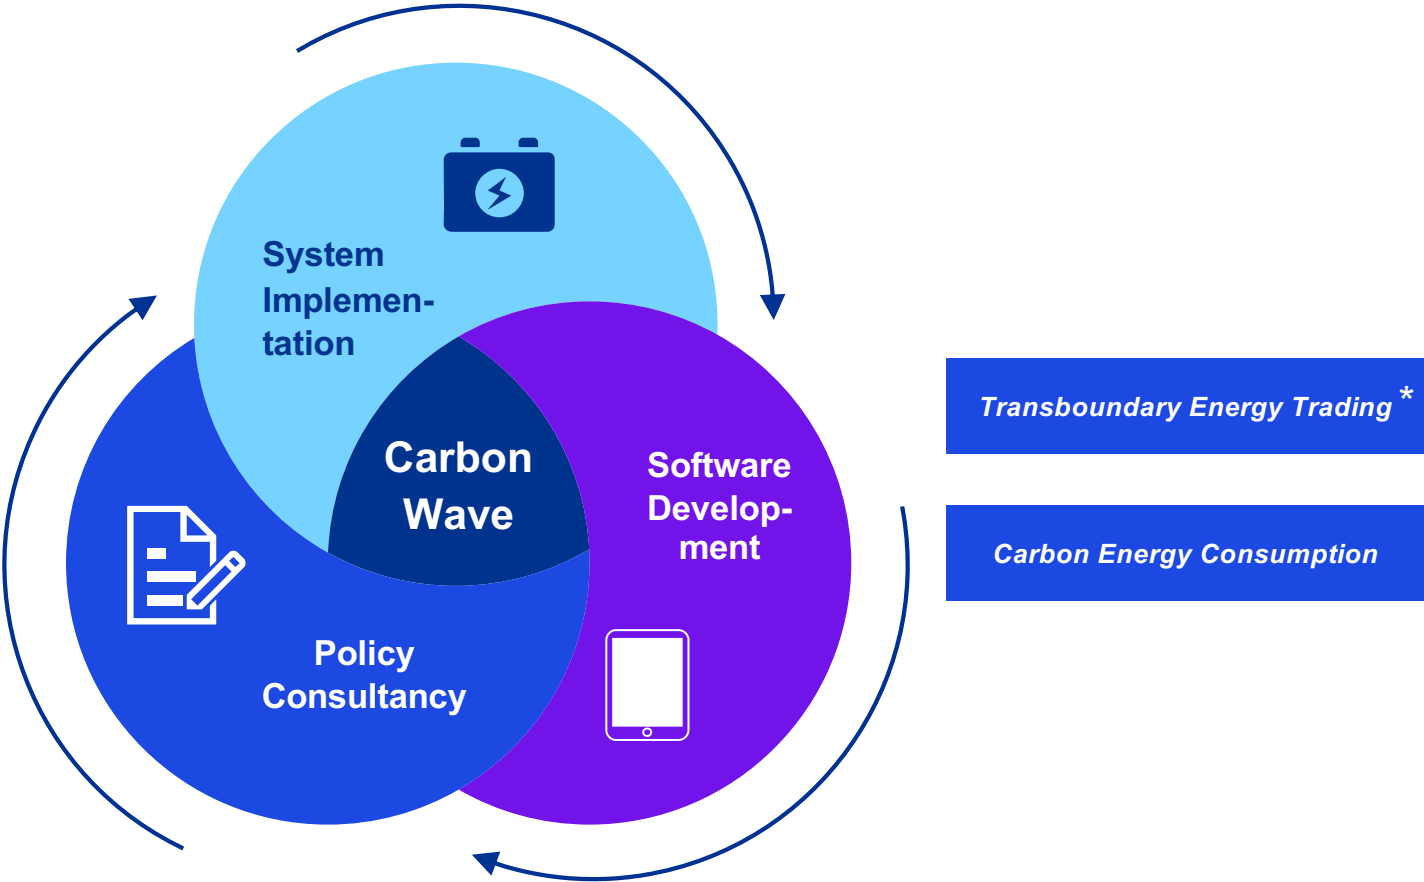 System
Implemen-
tation
Carbon
Wave
Software
Develop-
ment
Policy
Consultancy
Transboundary Energy Trading *
Carbon Energy Consumption